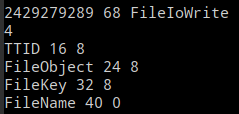 2429279289 68 FileIoWrite
4
TTID 16 8
FileObject 24 8
FileKey 32 8
FileName 40 0